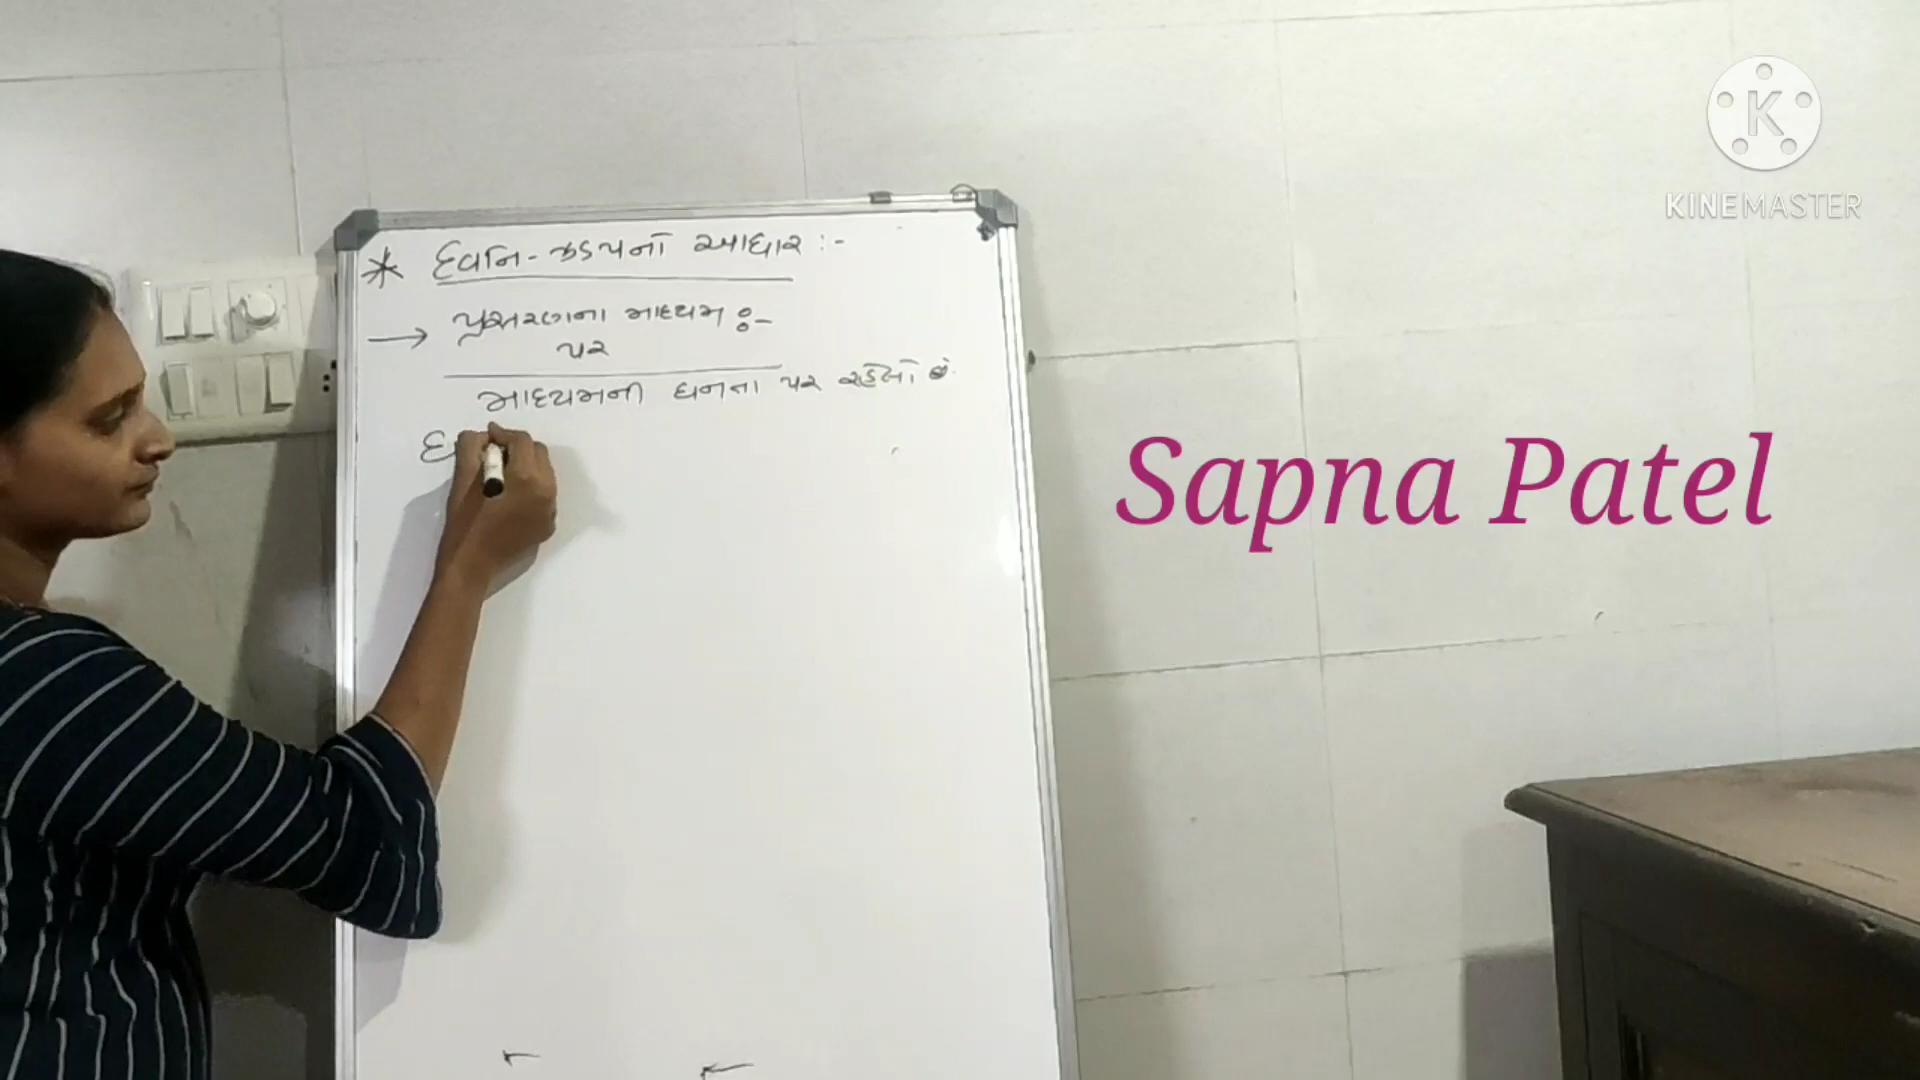 * ધ્વનિ-ઝડપનો આધાર :-
→ પ્રસરણના માધ્યમ :-
પર
માધ્યમની ઘનતા પર રહેલો છે.
ધ
Sapna Patel
K
KINEMASTER